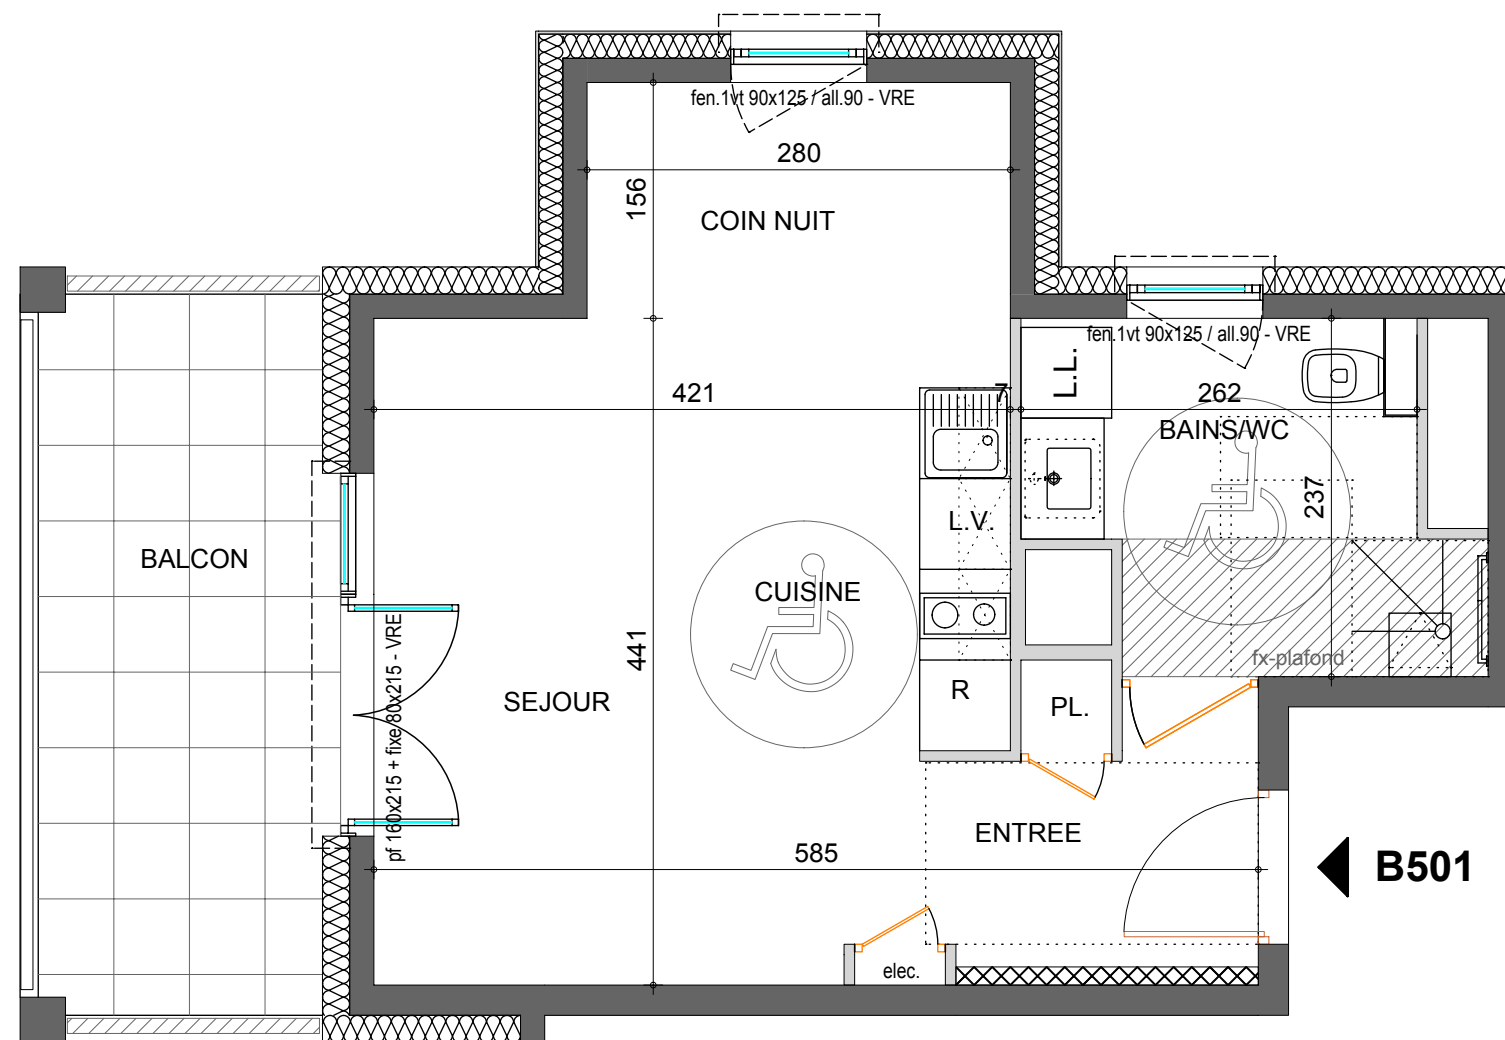 fen.1vt 90x125 / all.90 - VRE
280
156
COIN NUIT
fen.1vt 90x125 / all.90 - VRE
L.L.
421
7
262
BAINS/WC
237
L.V.
BALCON
CUISINE
441
pf 160x215 + fixe 80x215 - VRE
fx-plafond
SEJOUR
R
PL.
ENTREE
585
B501
elec.